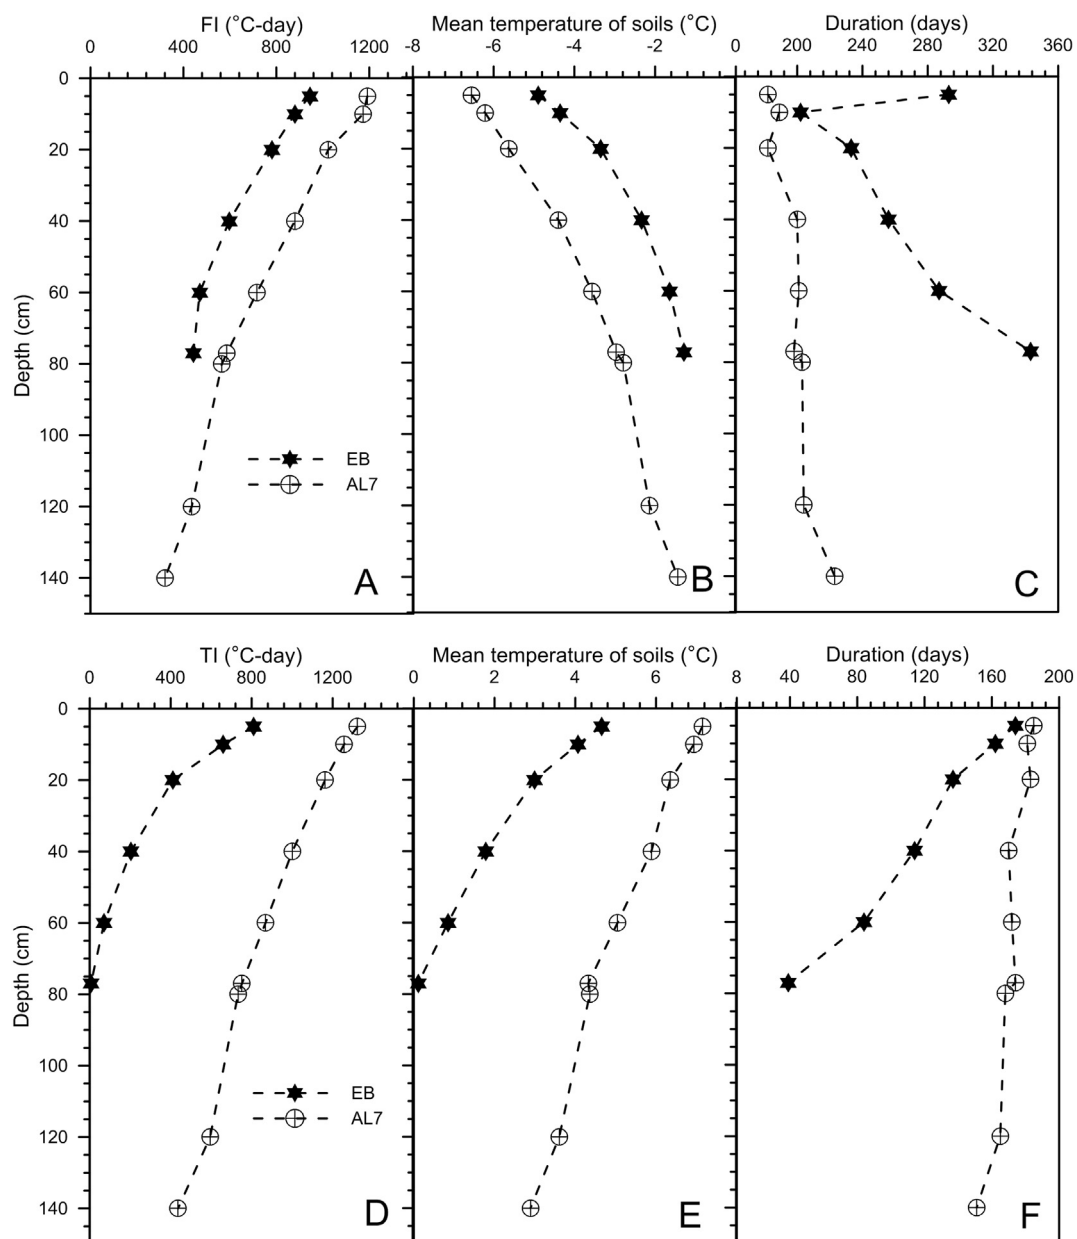 FI (°C-day) Mean temperature of soils (°C) Duration (days)
0 400 800 1200 -8 -6 -4 -2 0 200 240 292 320 360
0
20
40
60
80
100
120
140
Depth (cm)
EB
AL7
A B C
TI (°C-day) Mean temperature of soils (°C) Duration (days)
0 400 800 1200 0 2 4 6 8 40 80 120 160 200
0
20
40
60
80
100
120
140
Depth (cm)
EB
AL7
D E F